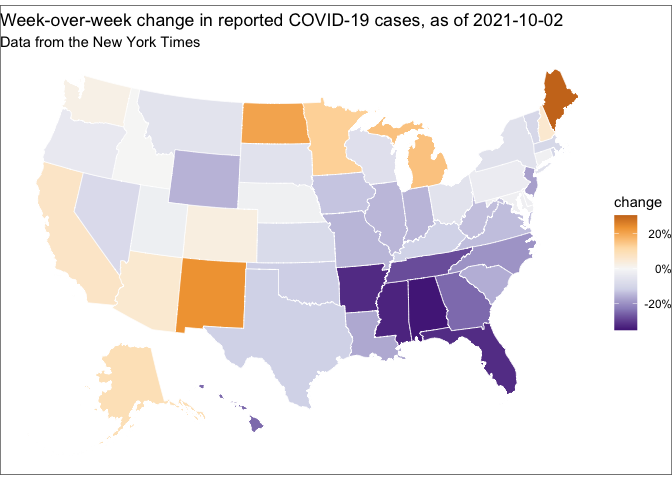 Week-over-week change in reported COVID-19 cases, as of 2021-10-02
Data from the New York Times
change
20%
0%
-20%